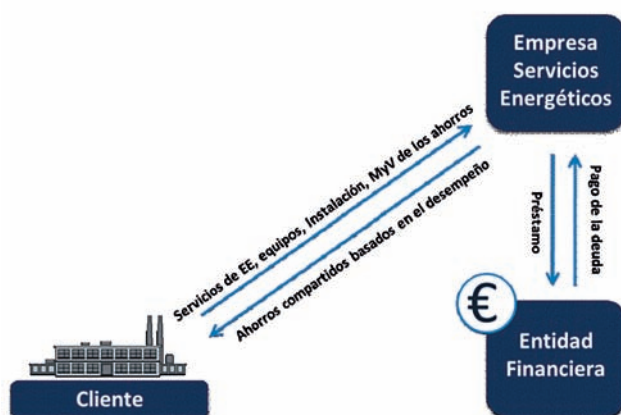 Empresa
Servicios
Energéticos
Servicios de EE, equipos, Instalación, MyV de los ahorros
Ahorros compartidos basados en el desempeño
Préstamo
Pago de la deuda
€
Entidad
Financiera
Cliente